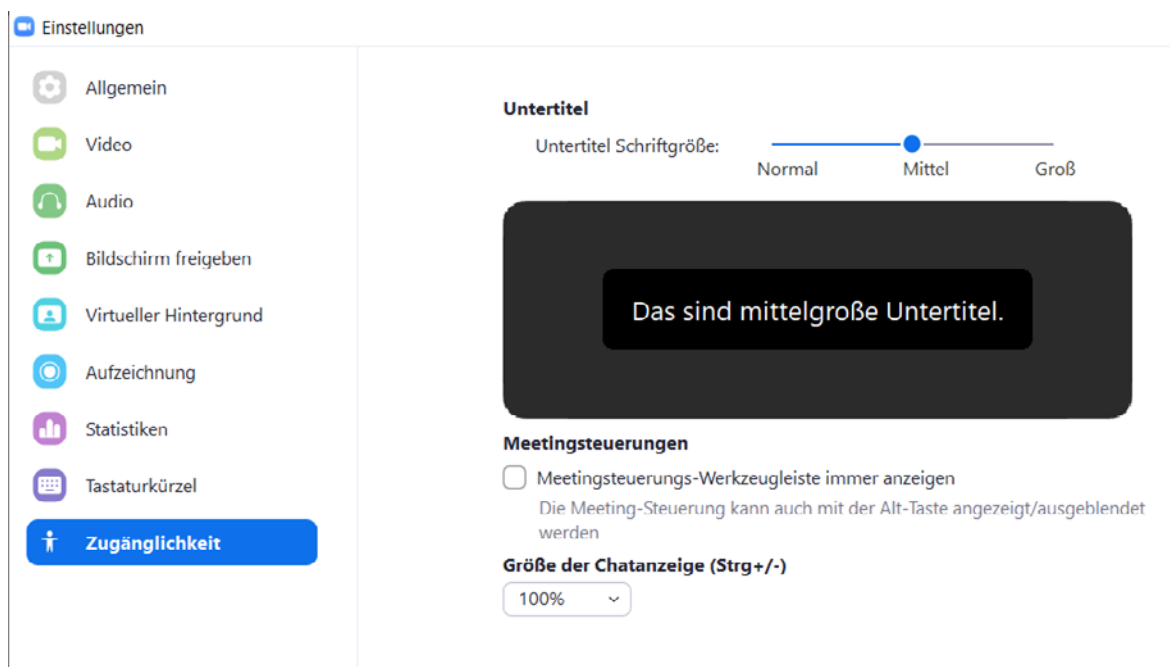 Einstellungen
Allgemein
Video
Audio
Bildschirm freigeben
Virtueller Hintergrund
Aufzeichnung
Statistiken
Tastaturkürzel
Zugänglichkeit
Untertitel
Untertitel Schriftgröße:
Normal Mittel Groß
Das sind mittelgroße Untertitel.
Meetingsteuerungen
Meetingsteuerungs-Werkzeugleiste immer anzeigen
Die Meeting-Steuerung kann auch mit der Alt-Taste angezeigt/ausgeblendet
werden
Größe der Chatanzeige (Strg+/-)
100%